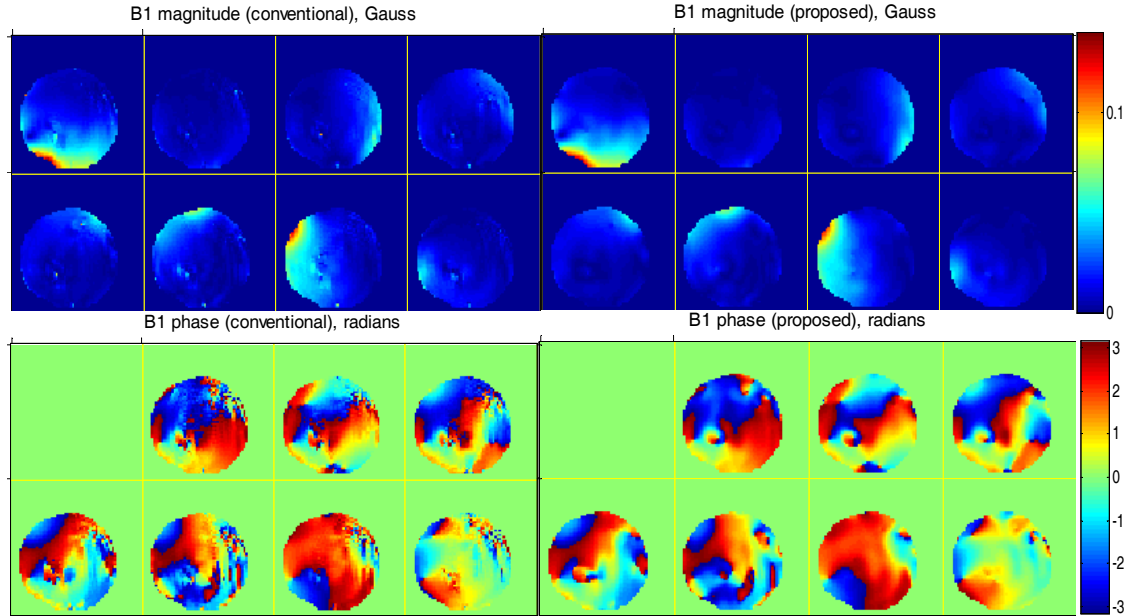 B1 magnitude (conventional), Gauss
B1 magnitude (proposed), Gauss
0.1
0
B1 phase (conventional), radians
B1 phase (proposed), radians
3
2
1
0
-1
-2
-3